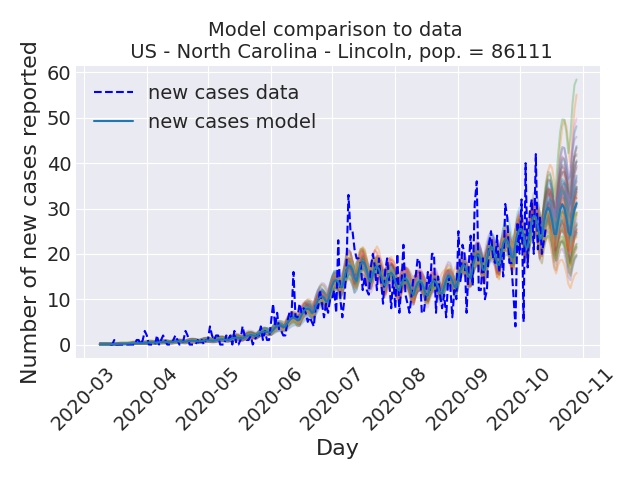 Model comparison to data
US - North Carolina - Lincoln, pop. = 86111
Number of new cases reported
60
50
40
30
20
10
0
new cases data
new cases model
2020-03
2020-04
2020-05
2020-06
2020-07
2020-08
2020-09
2020-10
2020-11
Day